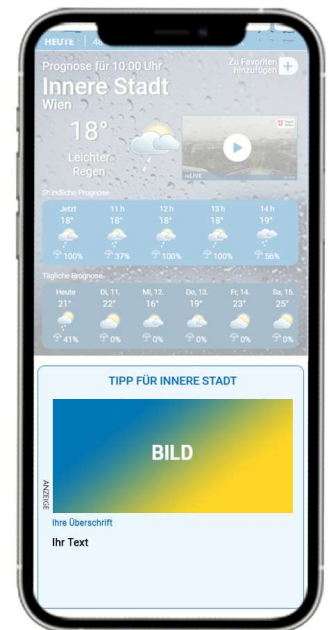 HEUTE
Prognose für 10:00 Uhr
Zu Favoriten
hinzufügen
Innere Stadt
Wien
18°
Leichter
Regen
LIVE
Stündliche Prognose
Jetzt 11 h 12 h 13 h 14 h
18° 18° 18° 18° 19°
100% 37% 100% 100% 56%
Tägliche Prognose
Heute Di, 11. Mi, 12. Do, 13. Fr, 14. Sa, 15.
21° 22° 16° 19° 23° 25°
41% 0% 0% 0% 0% 0%
TIPP FÜR INNERE STADT
BILD
ANZEIGE
Ihre Überschrift
Ihr Text